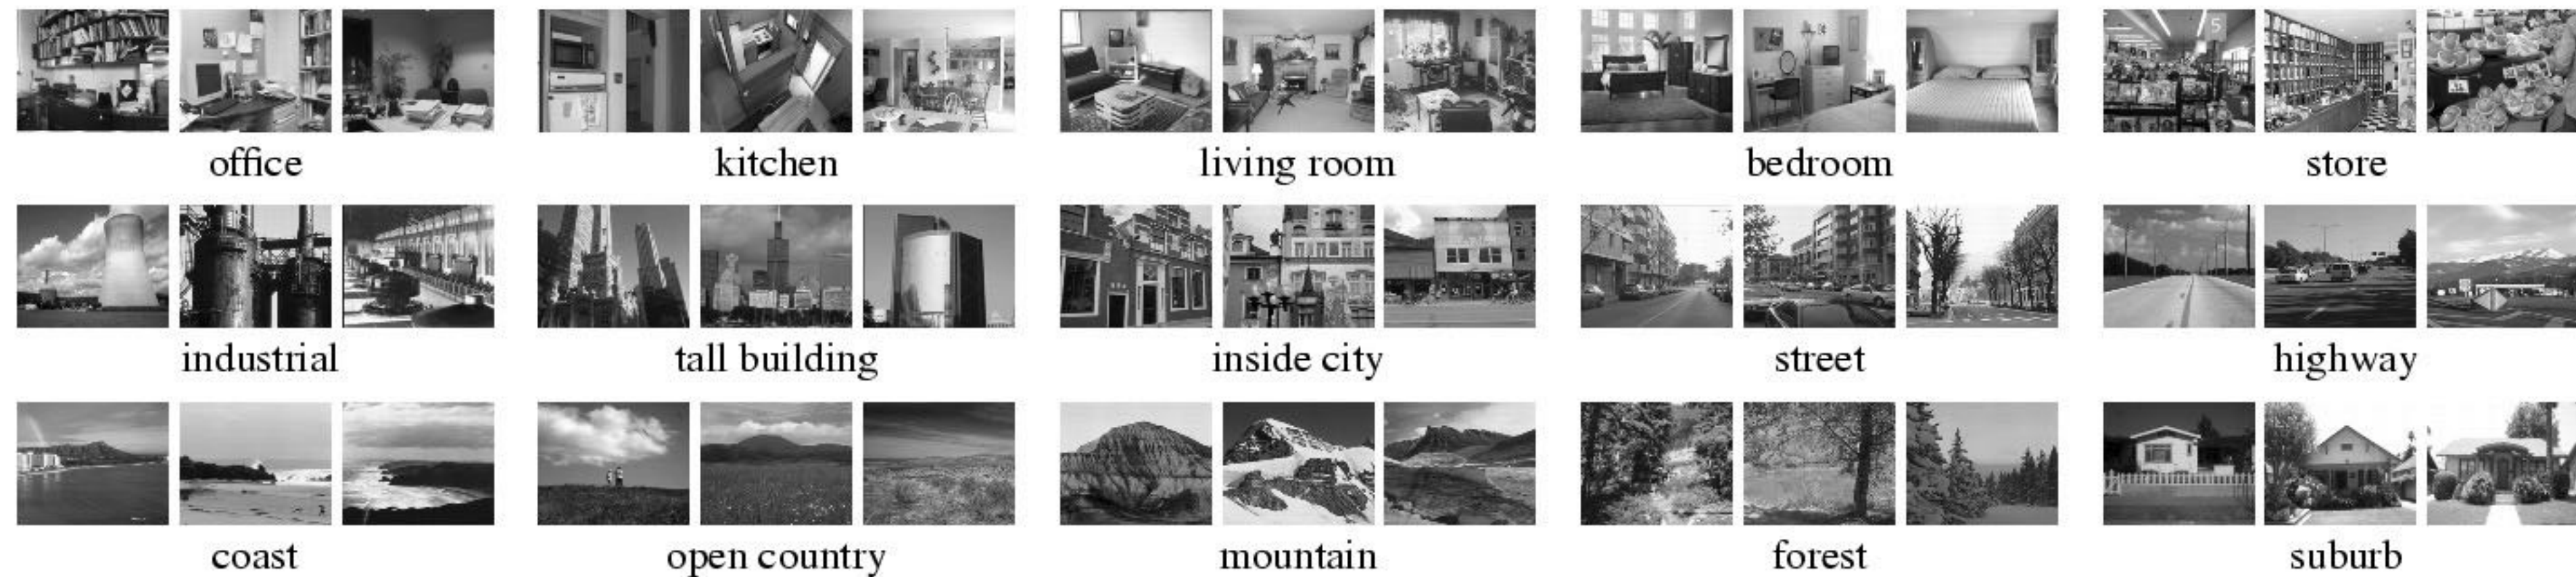 5
office
kitchen
living room
bedroom
store
industrial
tall building
inside city
street
highway
coast
open country
mountain
forest
suburb